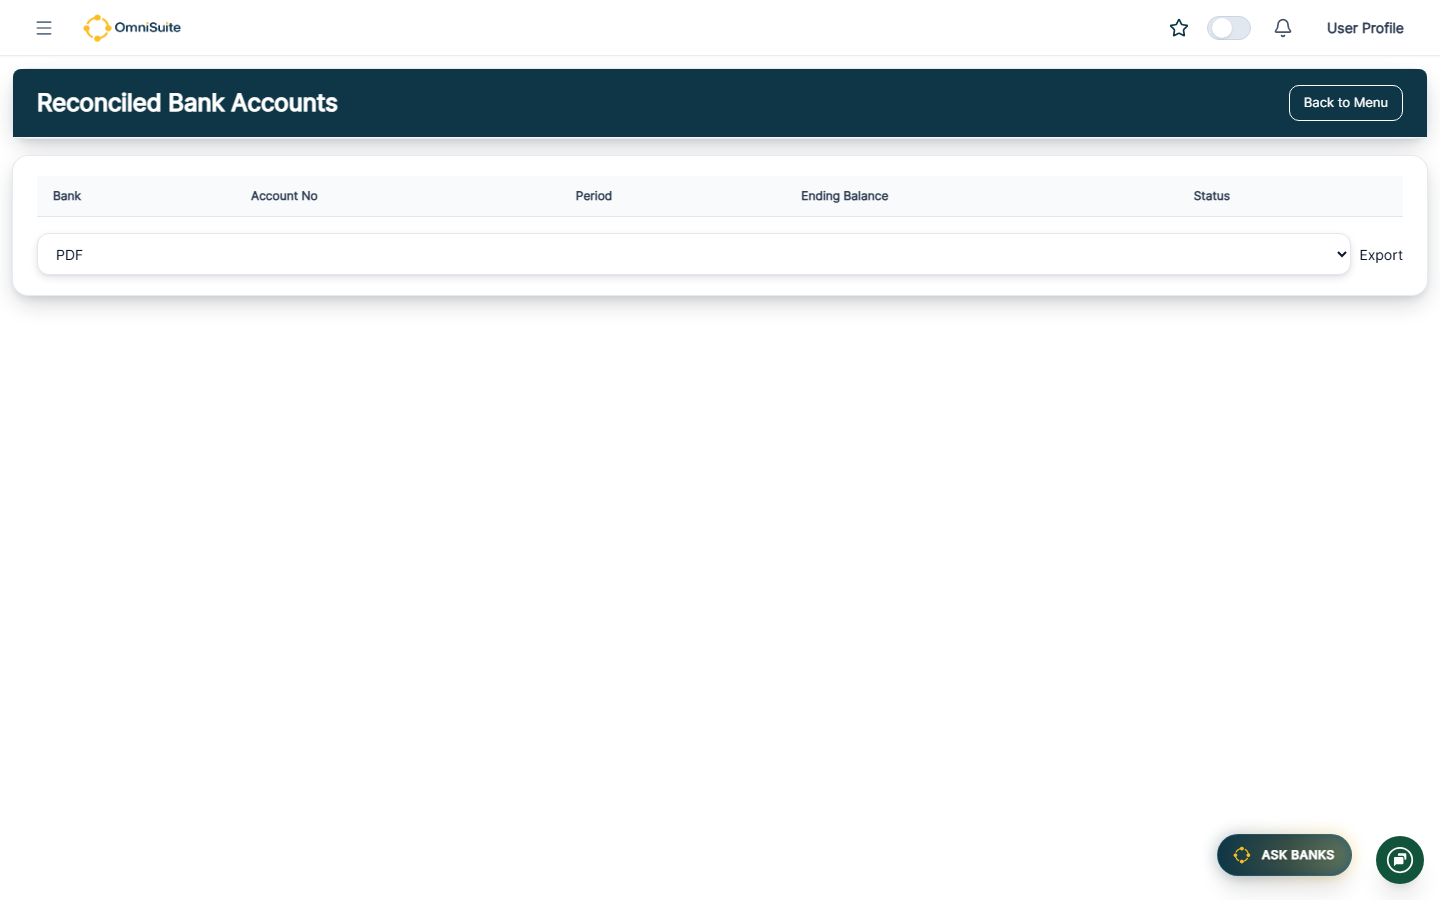 OmniSuite
User Profile
Reconciled Bank Accounts
Back to Menu
Bank Account No Period Ending Balance Status
PDF
Export
ASK BANKS